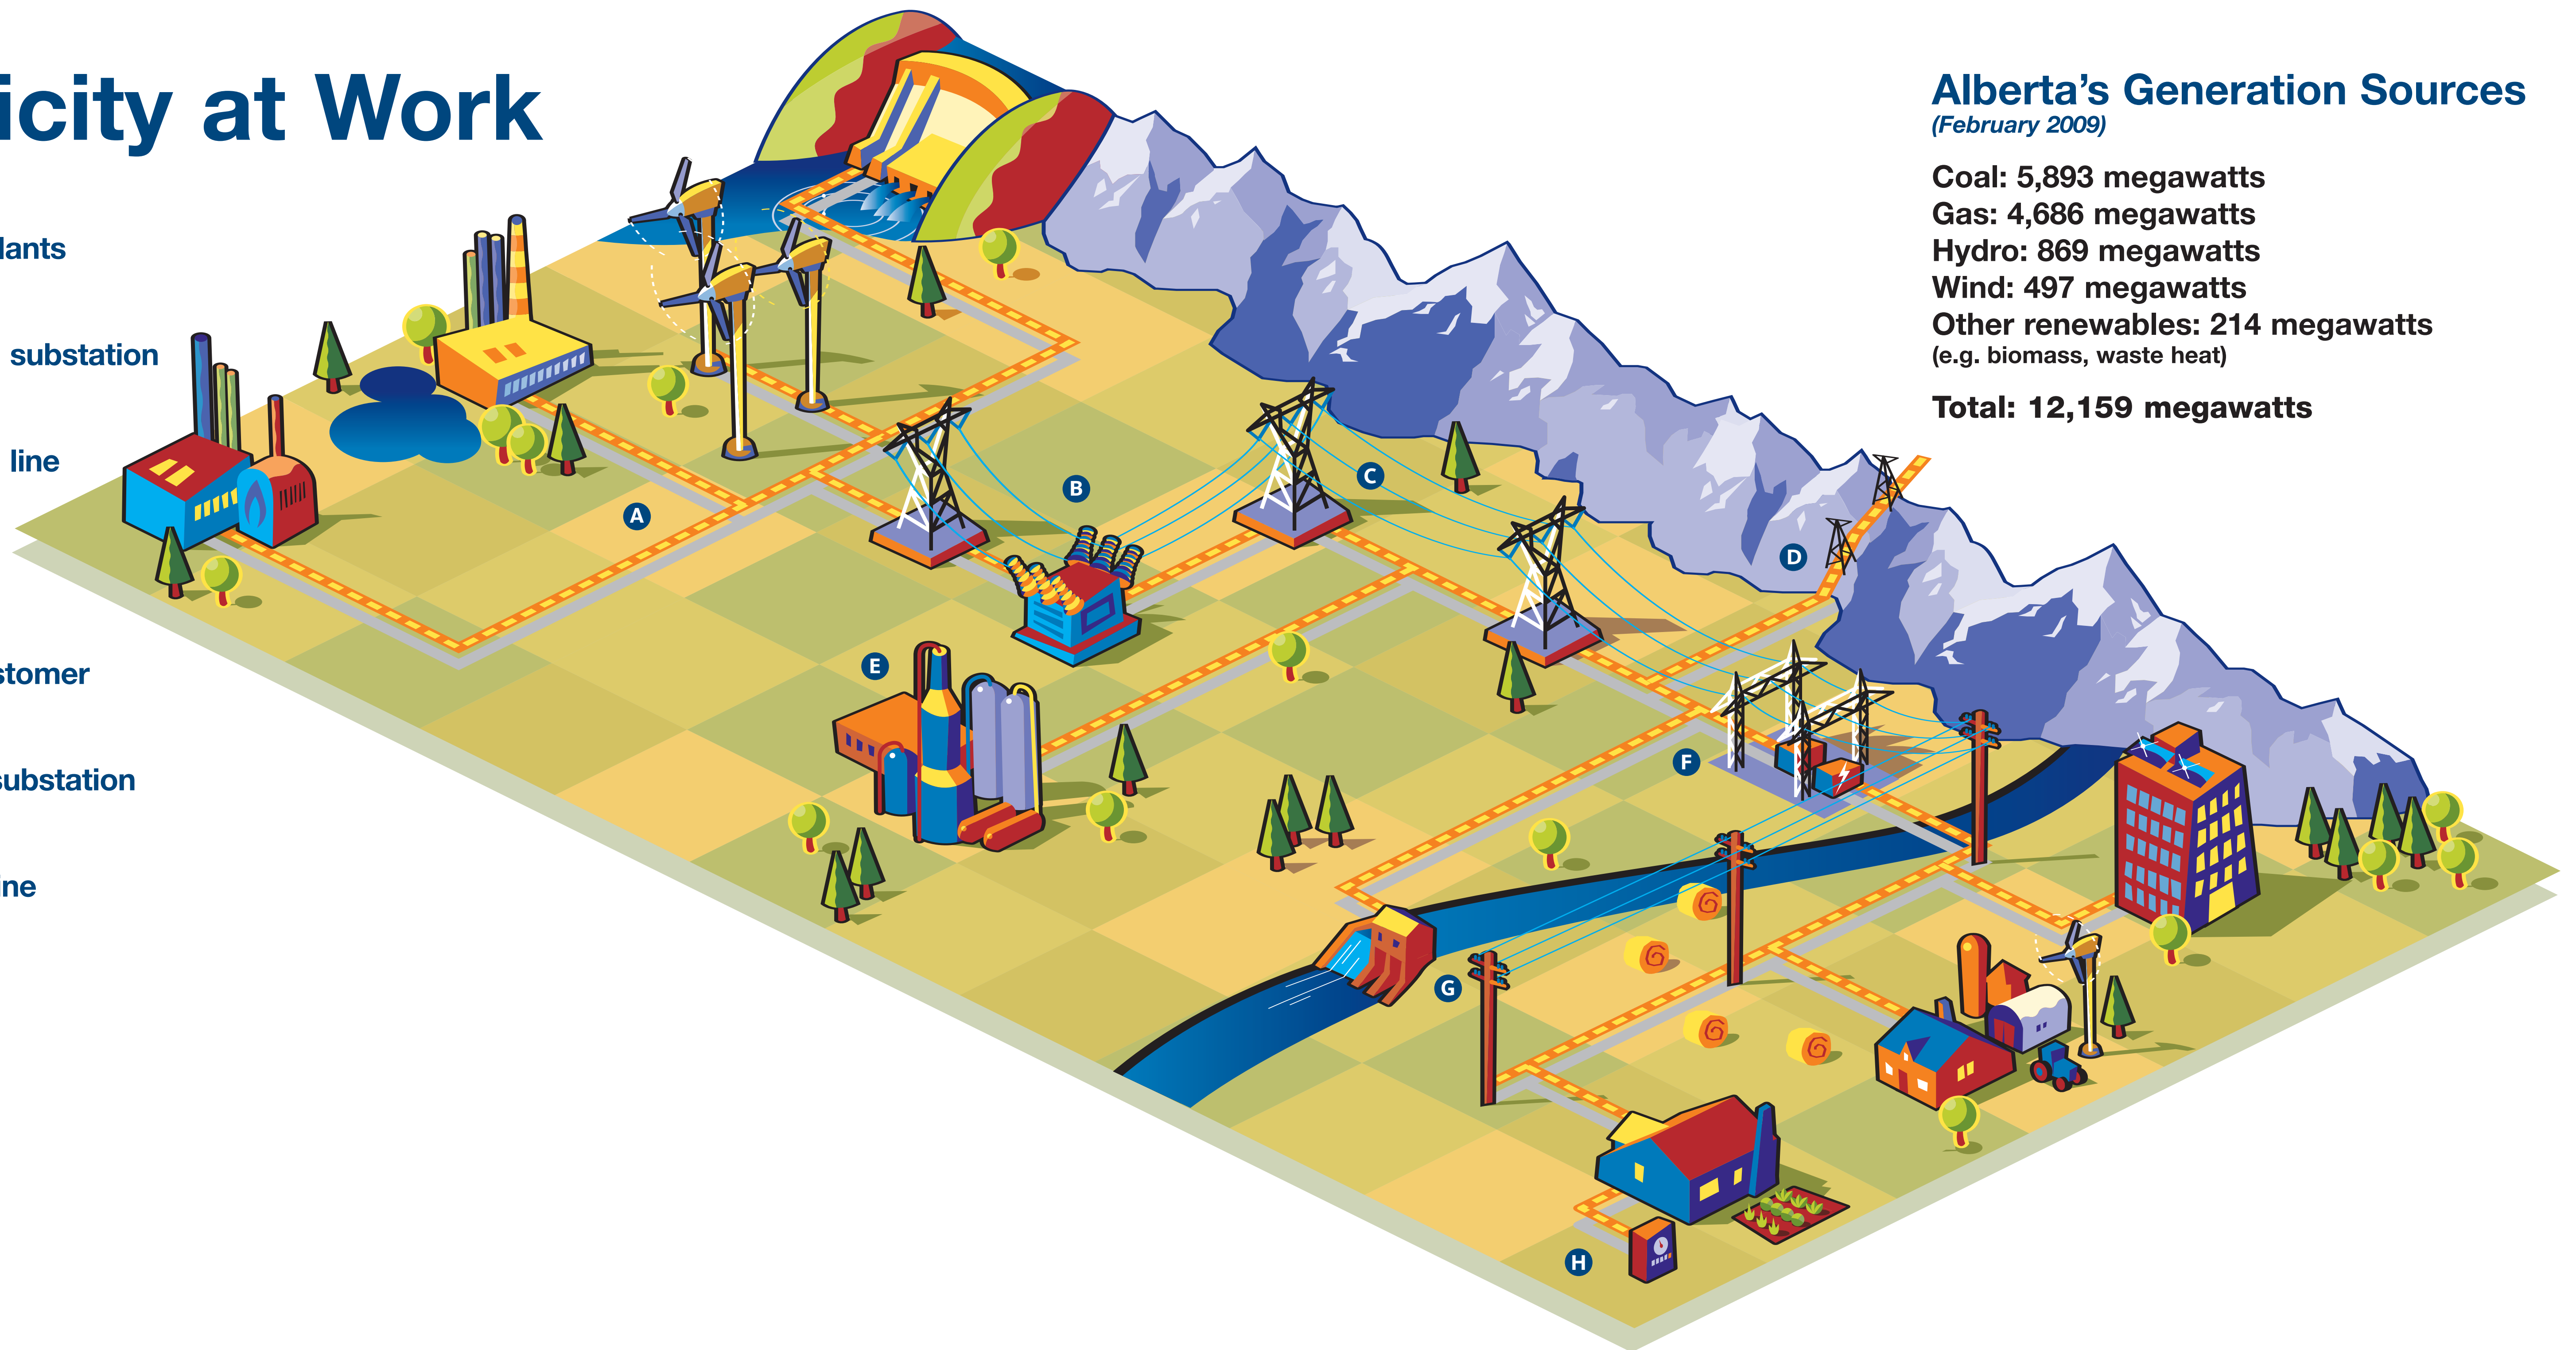 icity at Work
lants
substation
line
stomer
substation
ine
Alberta's Generation Sources
(February 2009)
Coal: 5,893 megawatts
Gas: 4,686 megawatts
Hydro: 869 megawatts
Wind: 497 megawatts
Other renewables: 214 megawatts
(e.g. biomass, waste heat)
Total: 12,159 megawatts
A
B
C
D
E
F
G
H